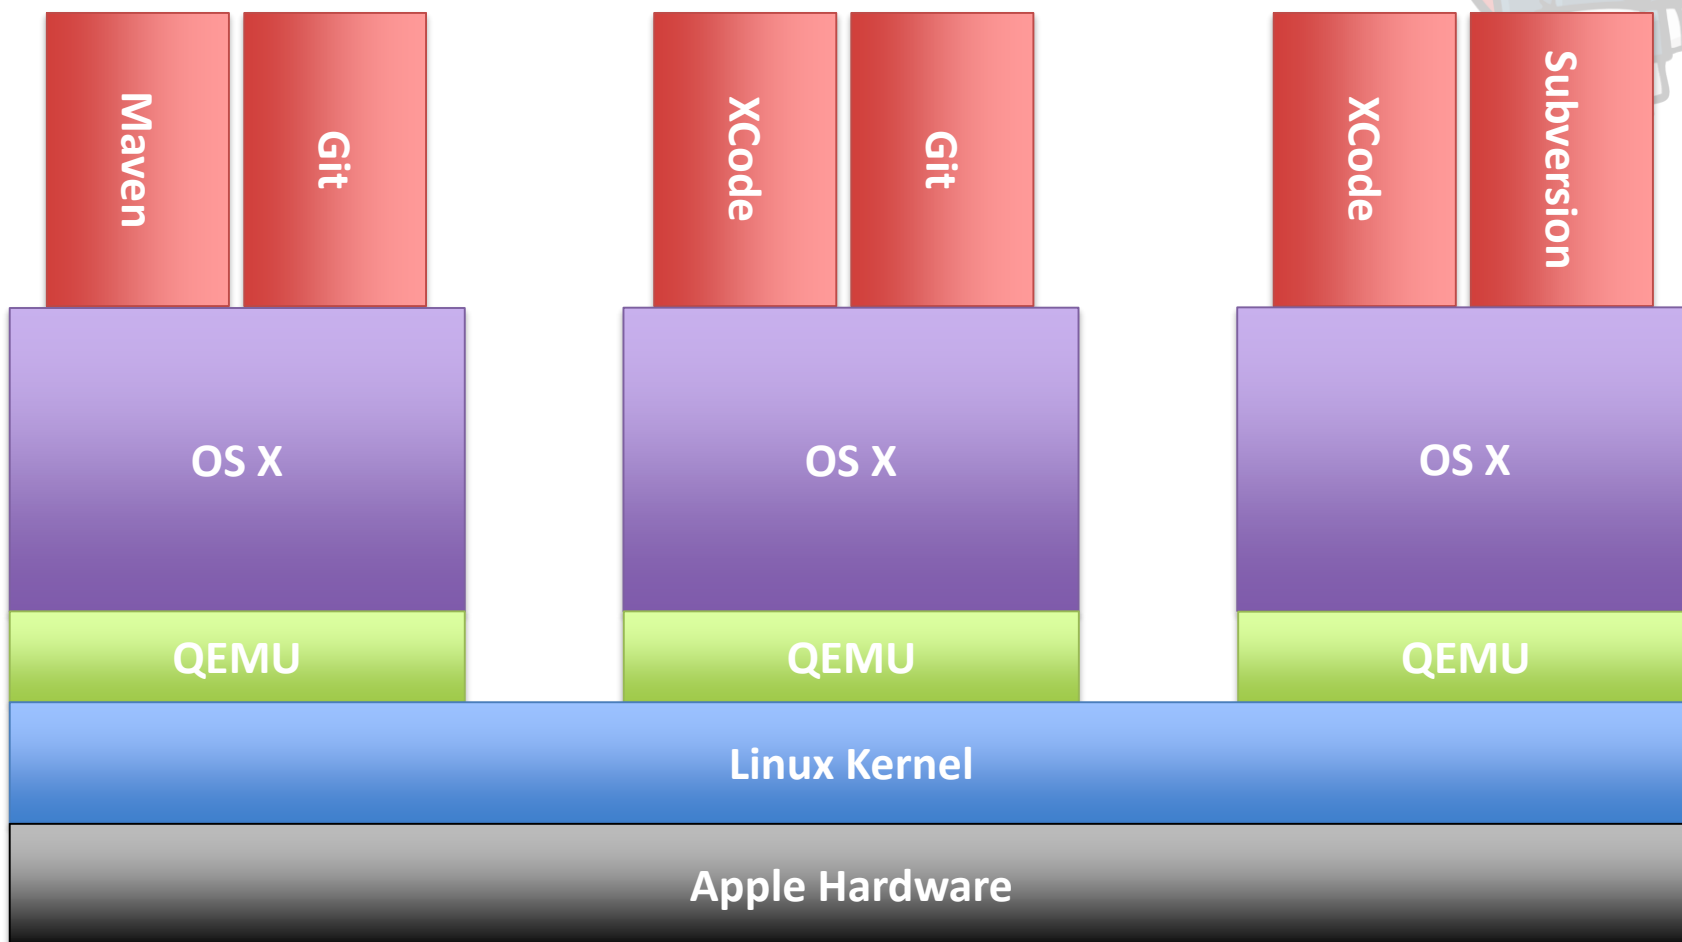 Maven
Git
XCode
Git
XCode
Subversion
OS X
OS X
OS X
QEMU
QEMU
QEMU
Linux Kernel
Apple Hardware